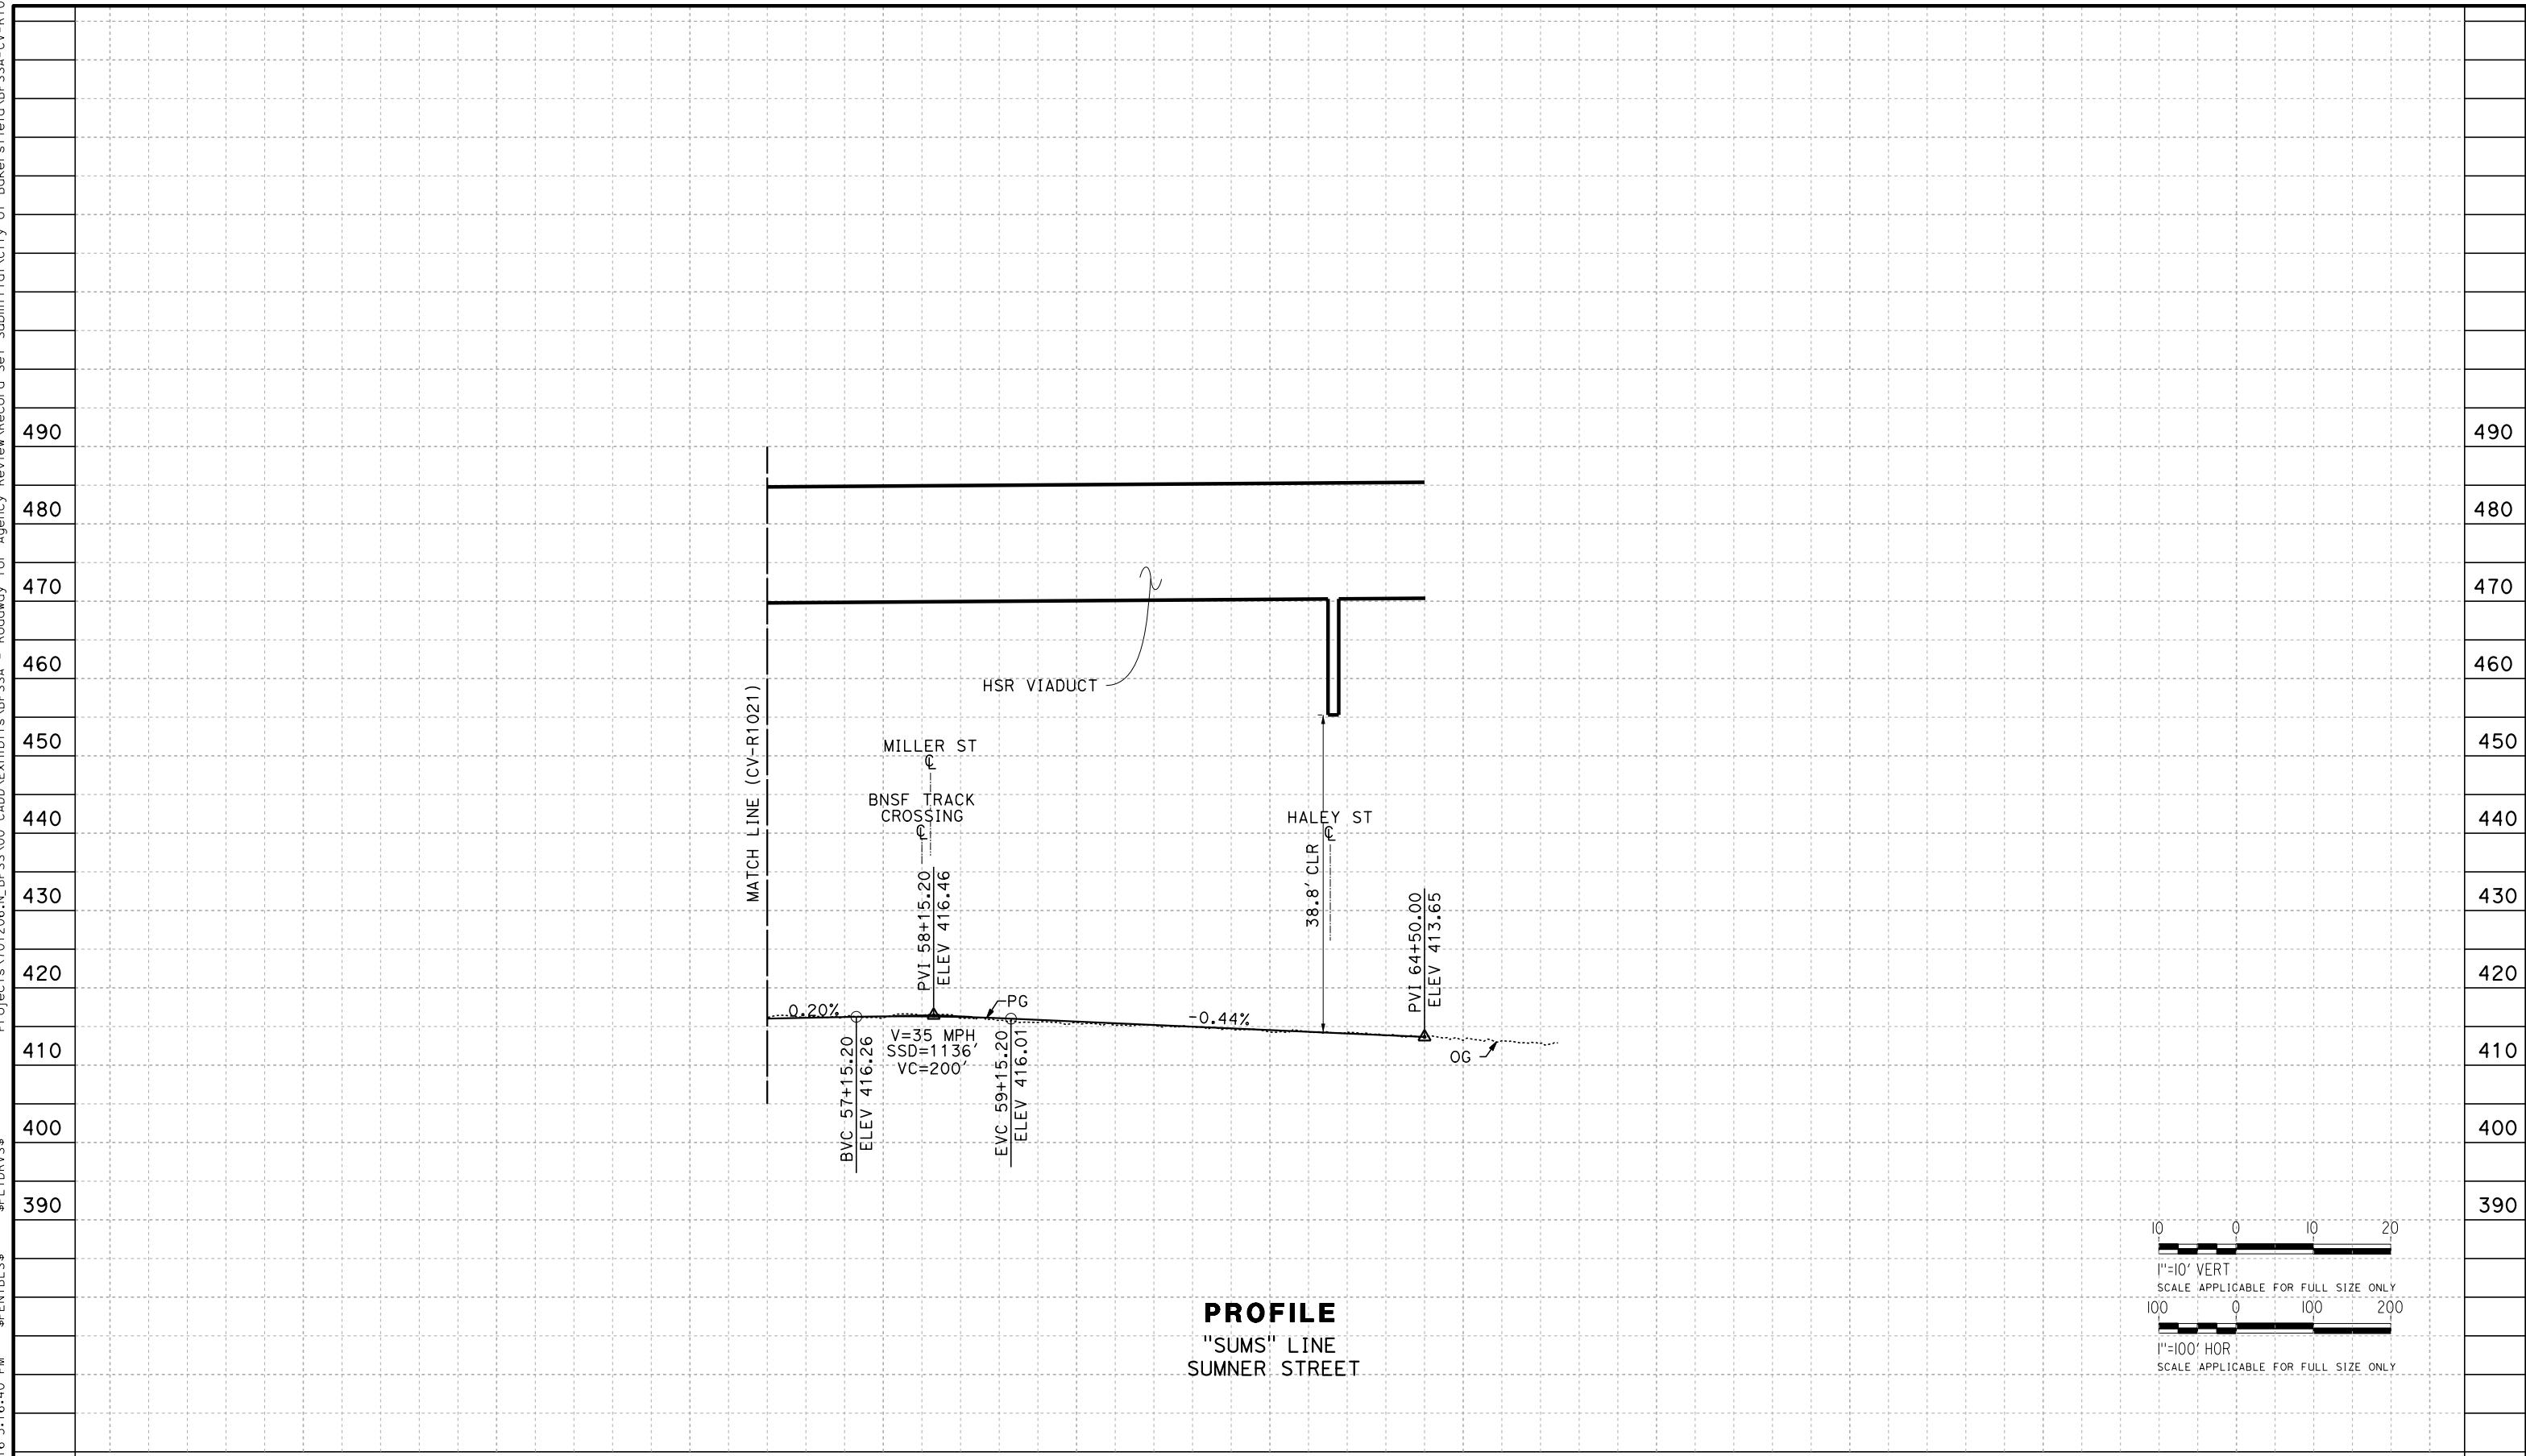 490
480
470
460
450
440
430
420
410
400
390
MATCH LINE (CV-R1021)
HSR VIADUCT
MILLER ST
℄
BNSF TRACK
CROSSING
℄
PVI 58+15.20
ELEV 416.46
HALEY ST
℄
38.8' CLR
PVI 64+50.00
ELEV 413.65
0.20%
PG
-0.44%
OG
V=35 MPH
SSD=1136'
VC=200'
BVC 57+15.20
ELEV 416.26
EVC 59+15.20
ELEV 416.01
490
480
470
460
450
440
430
420
410
400
390
PROFILE
"SUMS" LINE
SUMNER STREET
10 0 10 20
1"=10' VERT
SCALE APPLICABLE FOR FULL SIZE ONLY
100 0 100 200
1"=100' HOR
SCALE APPLICABLE FOR FULL SIZE ONLY